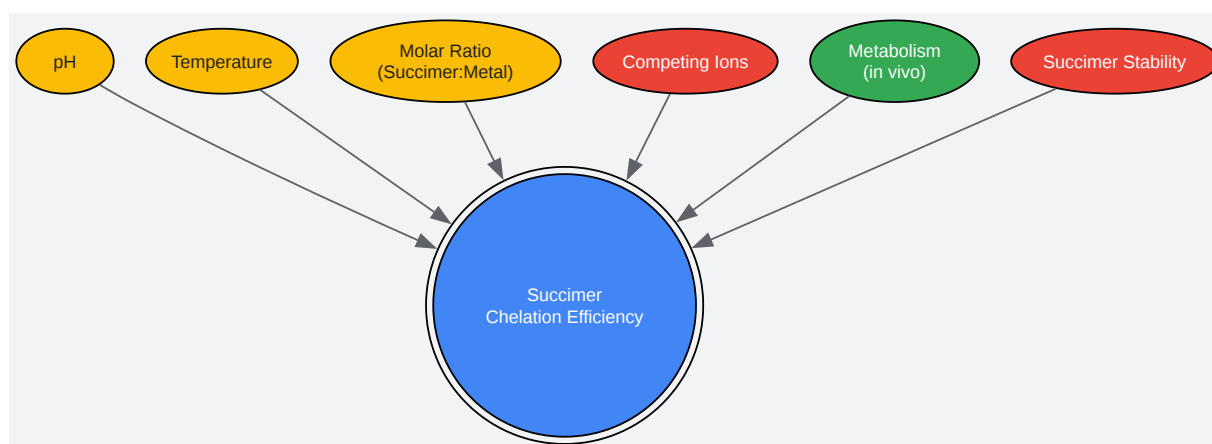 pH
Temperature
Molar Ratio
(Succimer:Metal)
Competing Ions
Metabolism
(in vivo)
Succimer Stability
Succimer
Chelation Efficiency